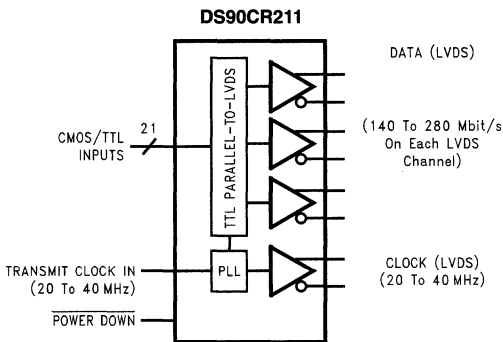 DS90CR211
DATA (LVDS)
TTL PARALLEL-TO-LVDS
CMOS/TTL
INPUTS
21
(140 To 280 Mbit/s
On Each LVDS
Channel)
TRANSMIT CLOCK IN
(20 To 40 MHz)
PLL
CLOCK (LVDS)
(20 To 40 MHz)
POWER DOWN